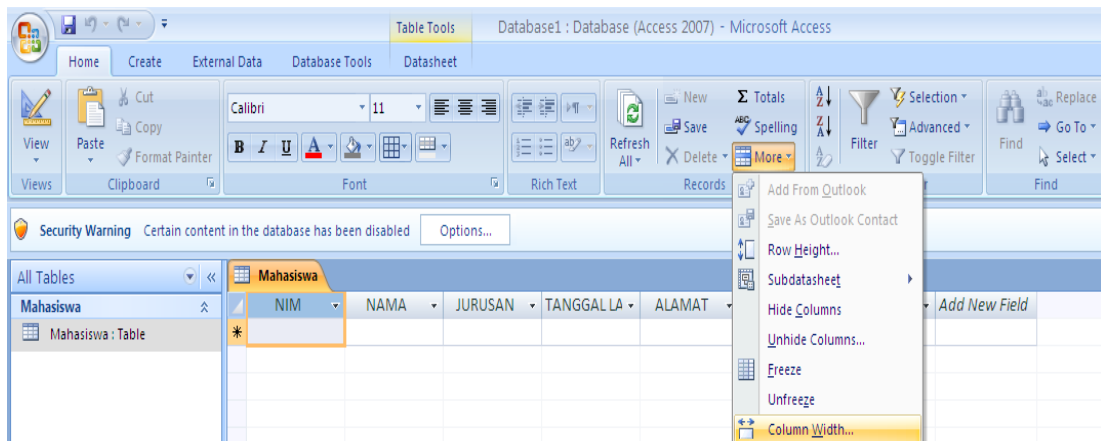 Table Tools Database1 : Database (Access 2007) - Microsoft Access
Home Create External Data Database Tools Datasheet
View
Paste
Cut
Copy
Format Painter
Calibri 11
B I U A
ab
Refresh All
New
Save
Delete
Σ Totals
Spelling
More
Filter
Selection
Advanced
Toggle Filter
Find
Replace
Go To
Select
Views Clipboard Font Rich Text Records Find
Security Warning Certain content in the database has been disabled Options...
All Tables «
Mahasiswa
Mahasiswa : Table
Mahasiswa
NIM NAMA JURUSAN TANGGAL LA ALAMAT Add New Field
Add From Outlook
Save As Outlook Contact
Row Height...
Subdatasheet
Hide Columns
Unhide Columns...
Freeze
Unfreeze
Column Width...